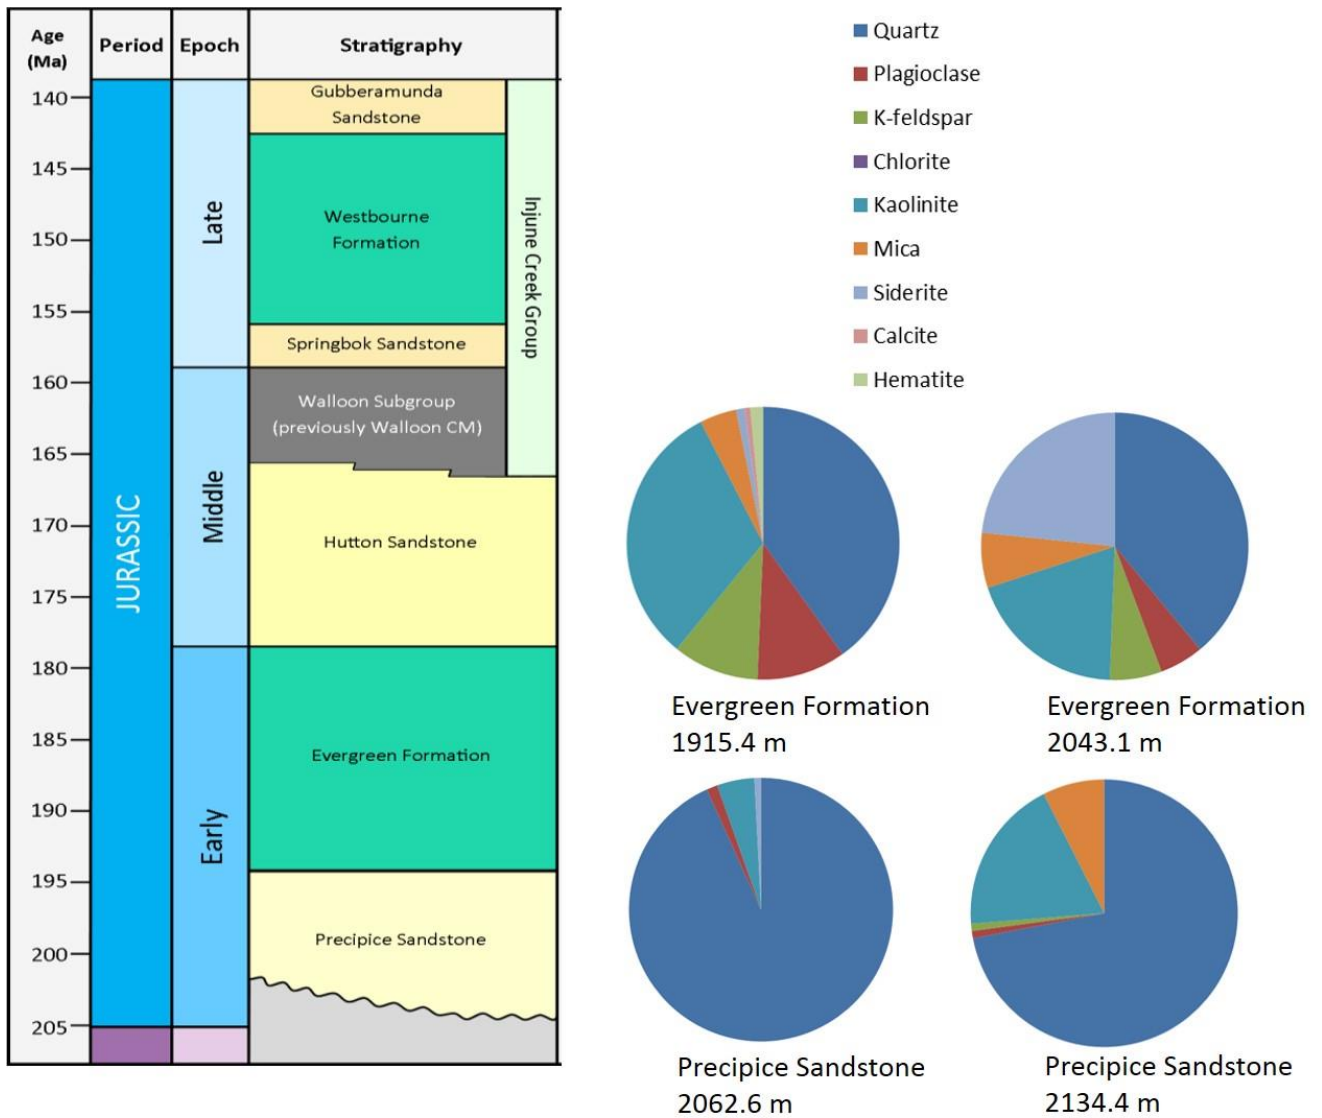 Age
(Ma)
Period
Epoch
Stratigraphy
140
145
150
155
160
165
170
175
180
185
190
195
200
205
JURASSIC
Late
Middle
Early
Gubberamunda
Sandstone
Westbourne
Formation
Springbok Sandstone
Walloon Subgroup
(previously Walloon CM)
Injune Creek Group
Hutton Sandstone
Evergreen Formation
Precipice Sandstone
Quartz
Plagioclase
K-feldspar
Chlorite
Kaolinite
Mica
Siderite
Calcite
Hematite
Evergreen Formation
1915.4 m
Evergreen Formation
2043.1 m
Precipice Sandstone
2062.6 m
Precipice Sandstone
2134.4 m